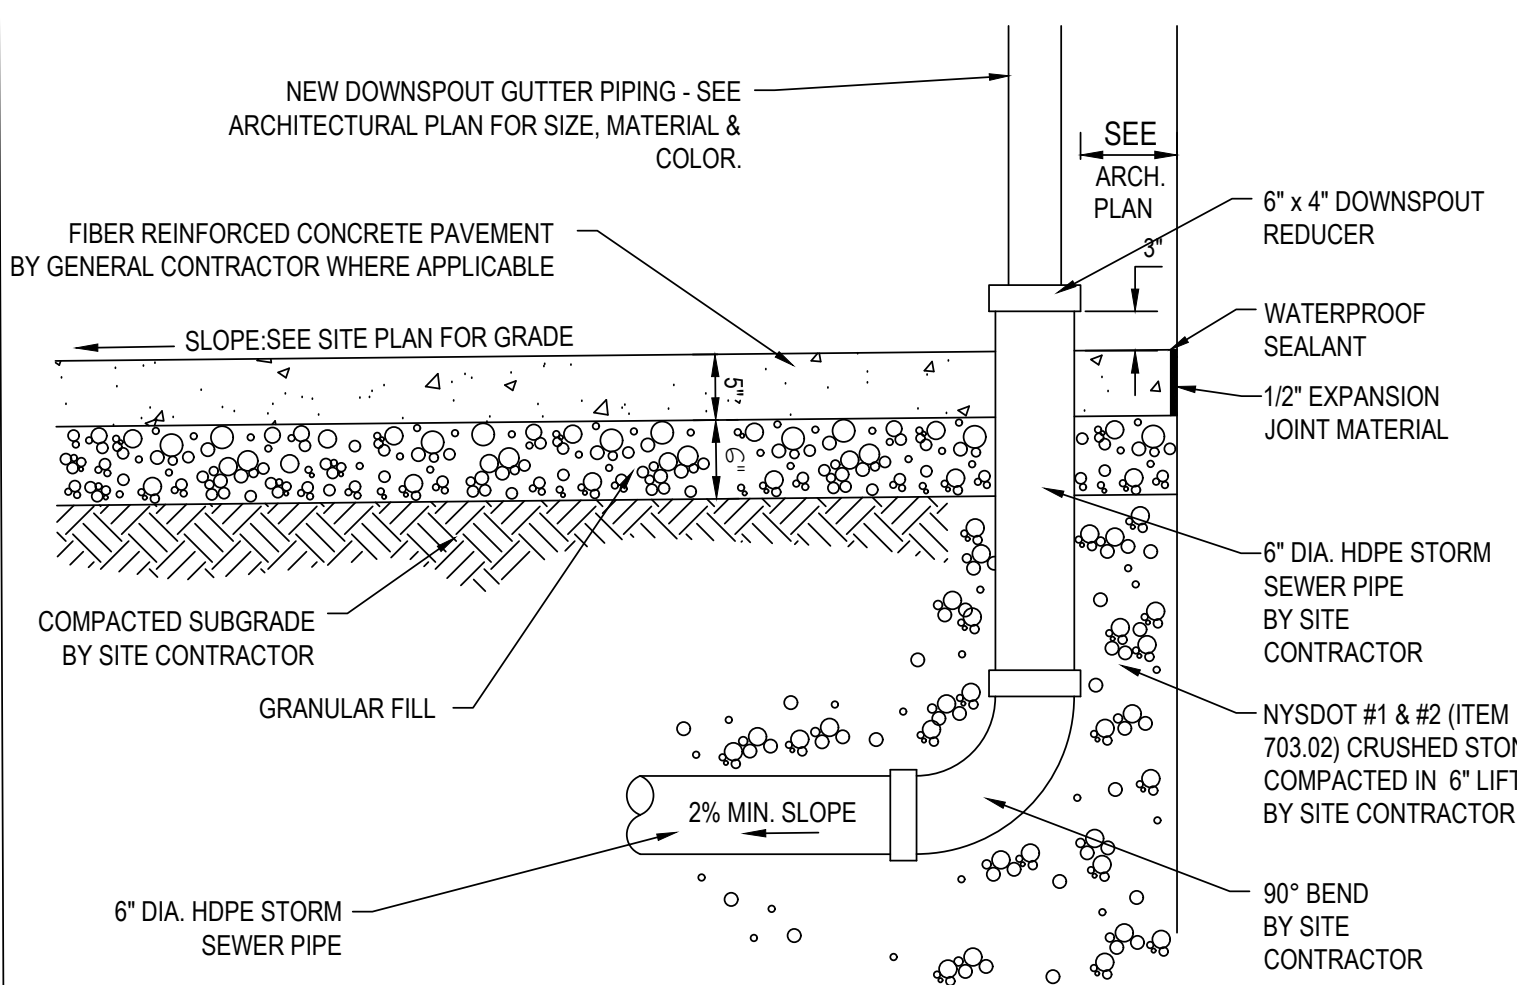 NEW DOWNSPOUT GUTTER PIPING - SEE
ARCHITECTURAL PLAN FOR SIZE, MATERIAL &
COLOR.
SEE
ARCH.
PLAN
3"
6" x 4" DOWNSPOUT
REDUCER
FIBER REINFORCED CONCRETE PAVEMENT
BY GENERAL CONTRACTOR WHERE APPLICABLE
SLOPE:SEE SITE PLAN FOR GRADE
WATERPROOF
SEALANT
5"
1/2" EXPANSION
JOINT MATERIAL
6"
6" DIA. HDPE STORM
SEWER PIPE
BY SITE
CONTRACTOR
COMPACTED SUBGRADE
BY SITE CONTRACTOR
GRANULAR FILL
NYSDOT #1 & #2 (ITEM
703.02) CRUSHED
COMPACTED IN 6"
BY SITE CONTRACTOR
2% MIN. SLOPE
6" DIA. HDPE STORM
SEWER PIPE
90° BEND
BY SITE
CONTRACTOR